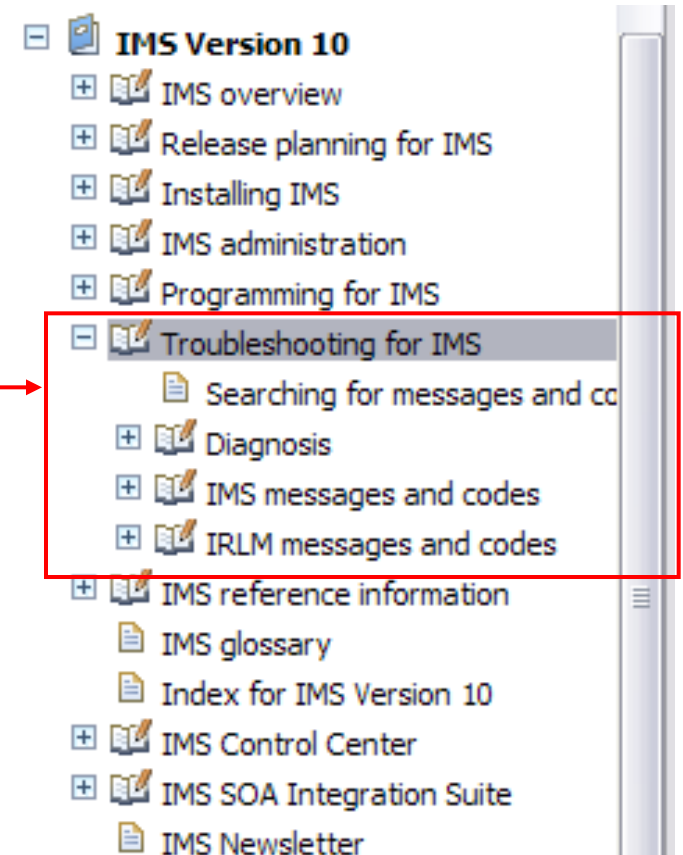 IMS Version 10
IMS overview
Release planning for IMS
Installing IMS
IMS administration
Programming for IMS
Troubleshooting for IMS
Searching for messages and co
Diagnosis
IMS messages and codes
IRLM messages and codes
IMS reference information
IMS glossary
Index for IMS Version 10
IMS Control Center
IMS SOA Integration Suite
IMS Newsletter